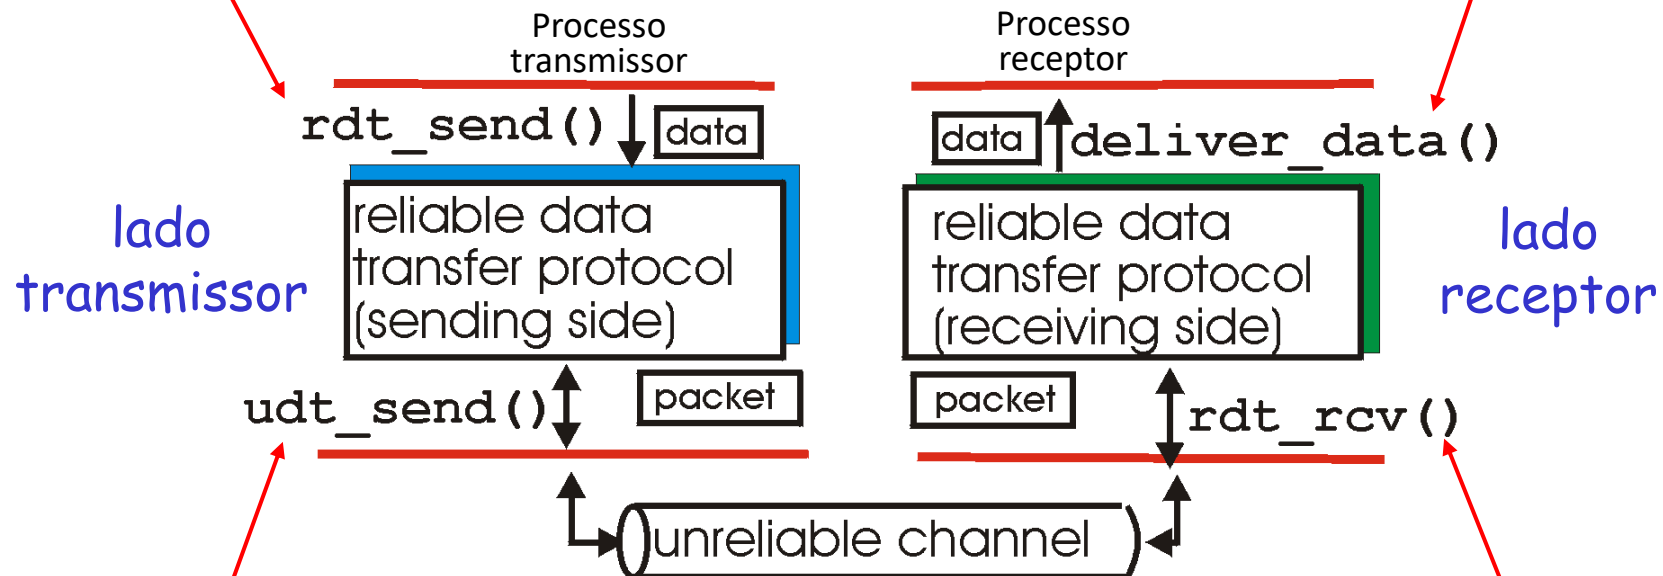 Processo
transmissor
Processo
receptor
rdt_send()
data
data
deliver_data()
lado
transmissor
reliable data
transfer protocol
(sending side)
reliable data
transfer protocol
(receiving side)
lado
receptor
udt_send()
packet
packet
rdt_rcv()
unreliable channel